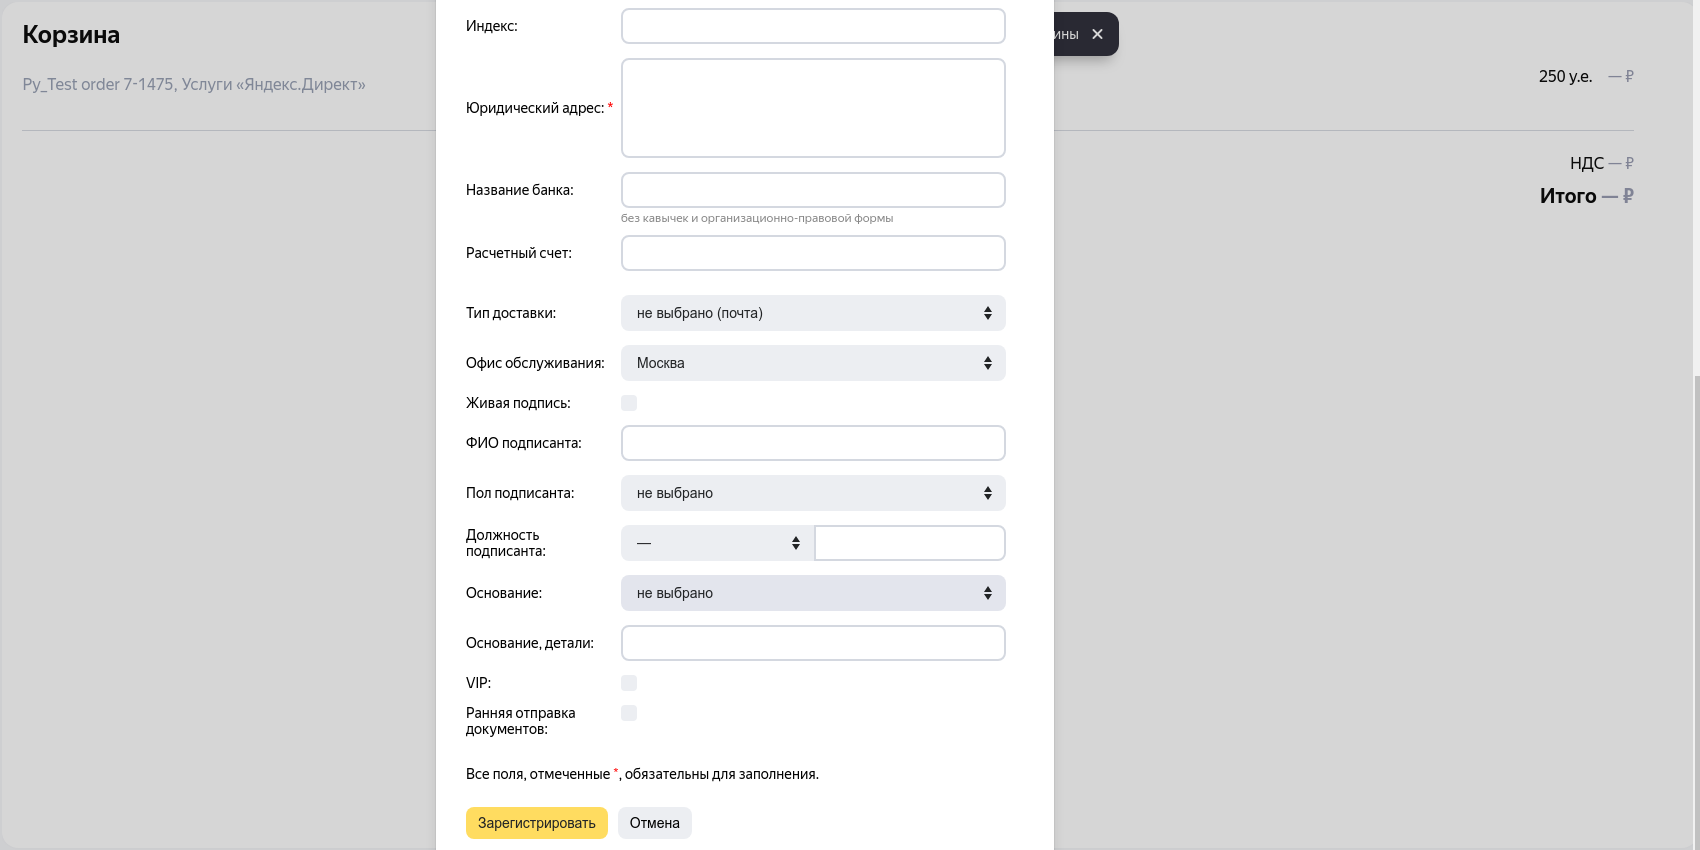 Корзина
Py_Test order 7-1475, Услуги «Яндекс.Директ»
ины
250 у.е. — ₽
НДС — ₽
Итого — ₽
Индекс:
Юридический адрес: *
Название банка:
без кавычек и организационно-правовой формы
Расчетный счет:
Тип доставки: не выбрано (почта)
Офис обслуживания: Москва
Живая подпись:
ФИО подписанта:
Пол подписанта: не выбрано
Должность
подписанта: —
Основание: не выбрано
Основание, детали:
VIP:
Ранняя отправка
документов:
Все поля, отмеченные *, обязательны для заполнения.
Зарегистрировать Отмена